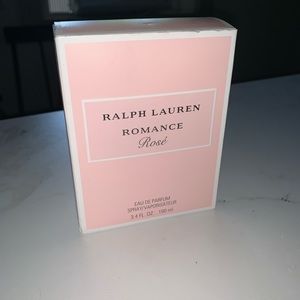 RALPH LAUREN
ROMANCE
Rosé
EAU DE PARFUM
SPRAY/VAPORISATEUR
3.4 FL. OZ. 100 ml